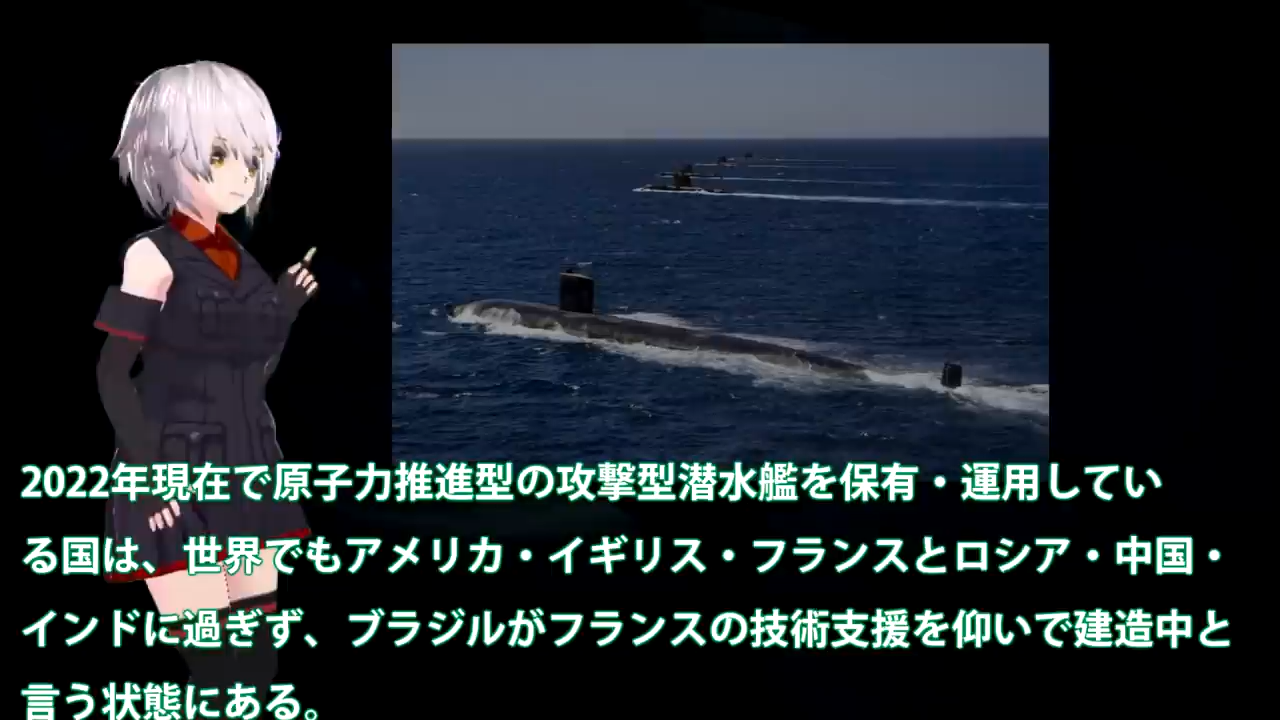 2022年現在で原子力推進型の攻撃型潜水艦を保有・運用してい
る国は、世界でもアメリカ・イギリス・フランスとロシア・中国・
インドに過ぎず、ブラジルがフランスの技術支援を仰いで建造中と
言う状態にある。